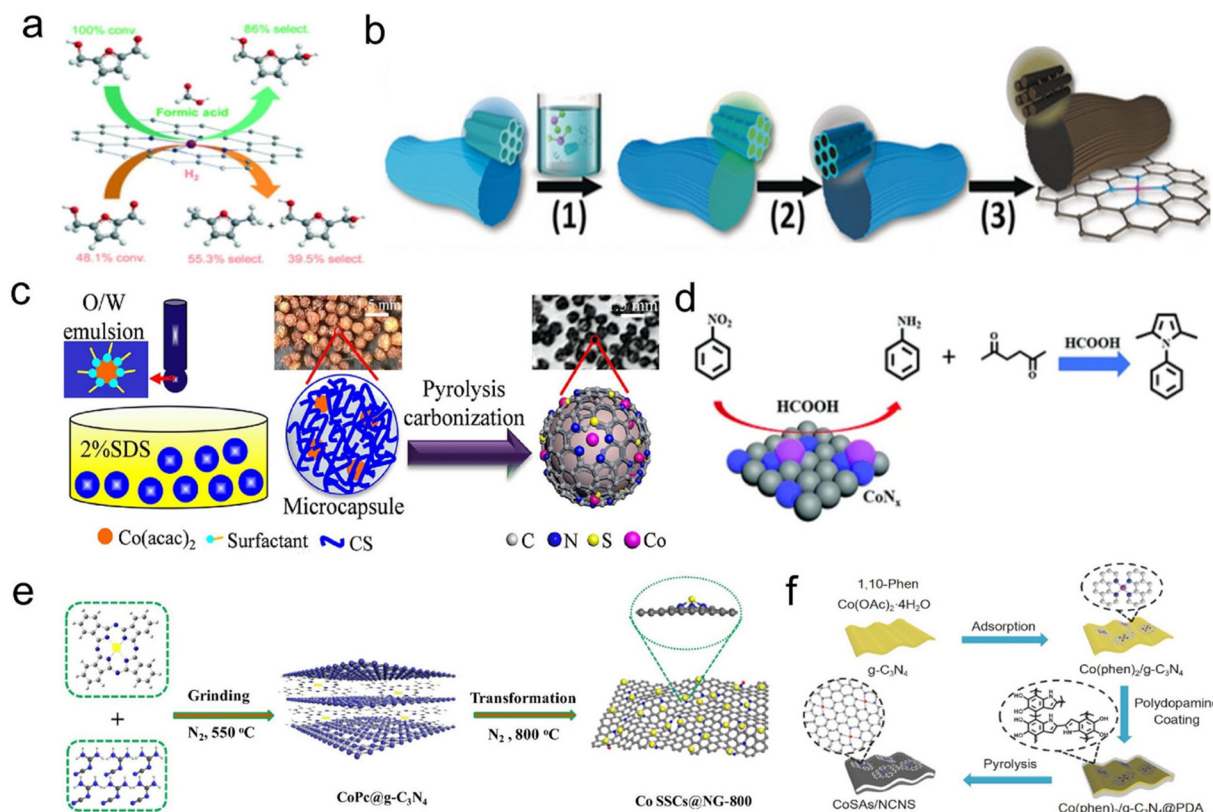 a
100% conv.
86% select.
Formic acid
H₂
48.1% conv.
55.3% select.
+
39.5% select.
b
(1)
(2)
(3)
c
O/W
emulsion
2%SDS
.5 mm
Microcapsule
Pyrolysis
carbonization
1.5 mm
Co(acac)₂
Surfactant
CS
C
N
S
Co
d
NO₂
NH₂
+
O
O
HCOOH
N
HCOOH
CoNₓ
e
+
Grinding
N₂, 550 °C
CoPc@g-C₃N₄
Transformation
N₂ , 800 °C
Co SSCs@NG-800
f
1,10-Phen
Co(OAc)₂·4H₂O
g-C₃N₄
Adsorption
Co(phen)₂/g-C₃N₄
Polydopamine
Coating
Pyrolysis
CoSAs/NCNS
Co(phen)₂/g-C₃N₄@PDA